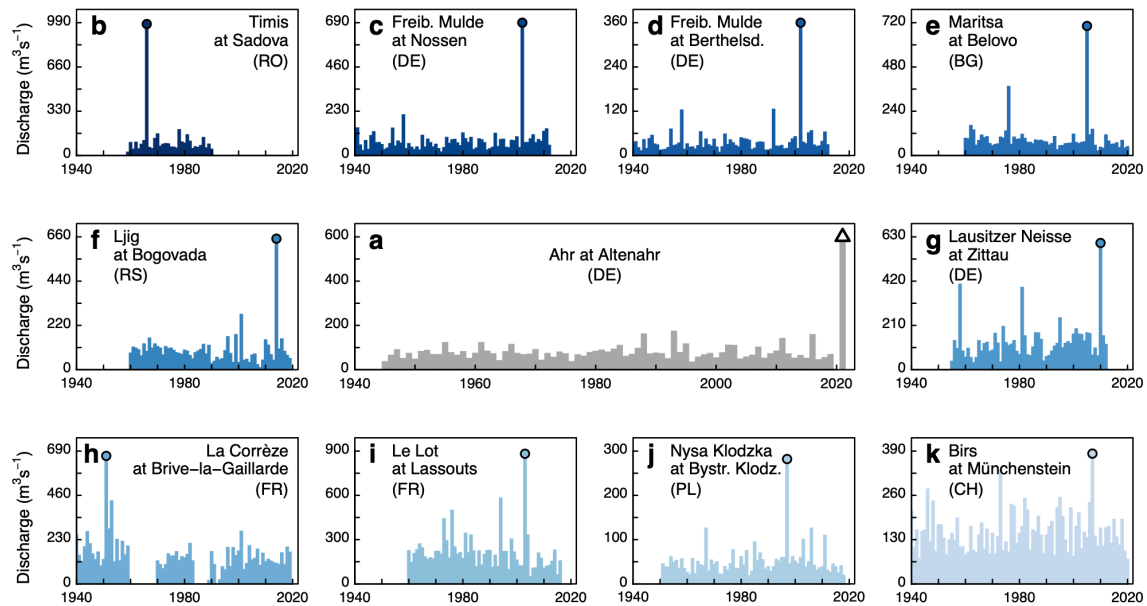 b
Timis
at Sadova
(RO)
Discharge (m³s⁻¹)
990
660
330
0
1940
1980
2020
c
Freib. Mulde
at Nossen
(DE)
690
460
230
0
1940
1980
2020
d
Freib. Mulde
at Berthelsd.
(DE)
360
240
120
0
1940
1980
2020
e
Maritsa
at Belovo
(BG)
720
480
240
0
1940
1980
2020
f
Ljig
at Bogovada
(RS)
Discharge (m³s⁻¹)
660
440
220
0
1940
1980
2020
a
Ahr at Altenahr
(DE)
600
400
200
0
1940
1960
1980
2000
2020
g
Lausitzer Neisse
at Zittau
(DE)
630
420
210
0
1940
1980
2020
h
La Corrèze
at Brive−la−Gaillarde
(FR)
Discharge (m³s⁻¹)
690
460
230
0
1940
1980
2020
i
Le Lot
at Lassouts
(FR)
900
600
300
0
1940
1980
2020
j
Nysa Klodzka
at Bystr. Klodz.
(PL)
300
200
100
0
1940
1980
2020
k
Birs
at Münchenstein
(CH)
390
260
130
0
1940
1980
2020